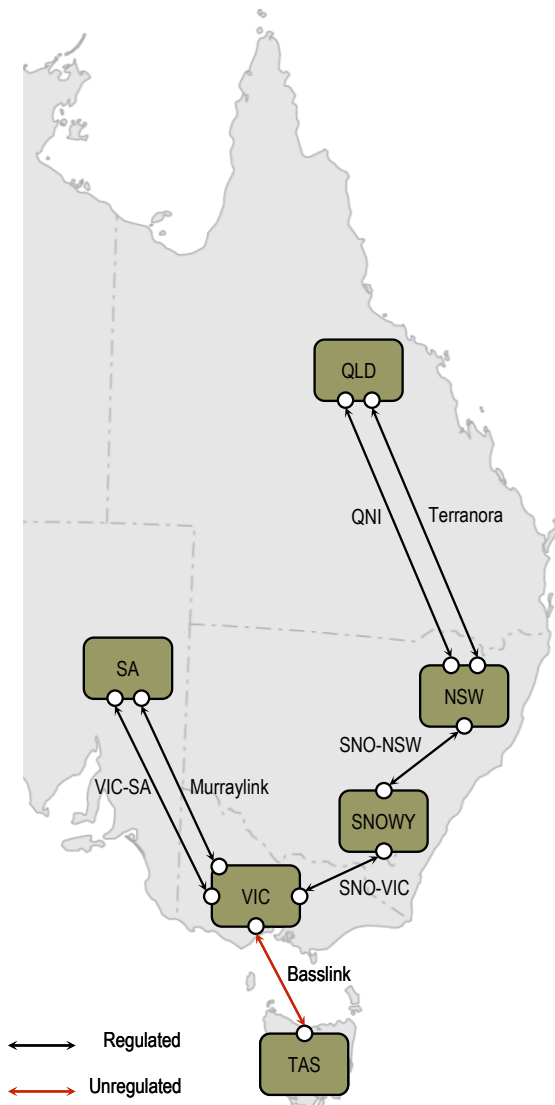 QLD
QNI
Terranora
SA
NSW
SNO-NSW
VIC-SA
Murraylink
SNOWY
SNO-VIC
VIC
Basslink
Regulated
TAS
Unregulated